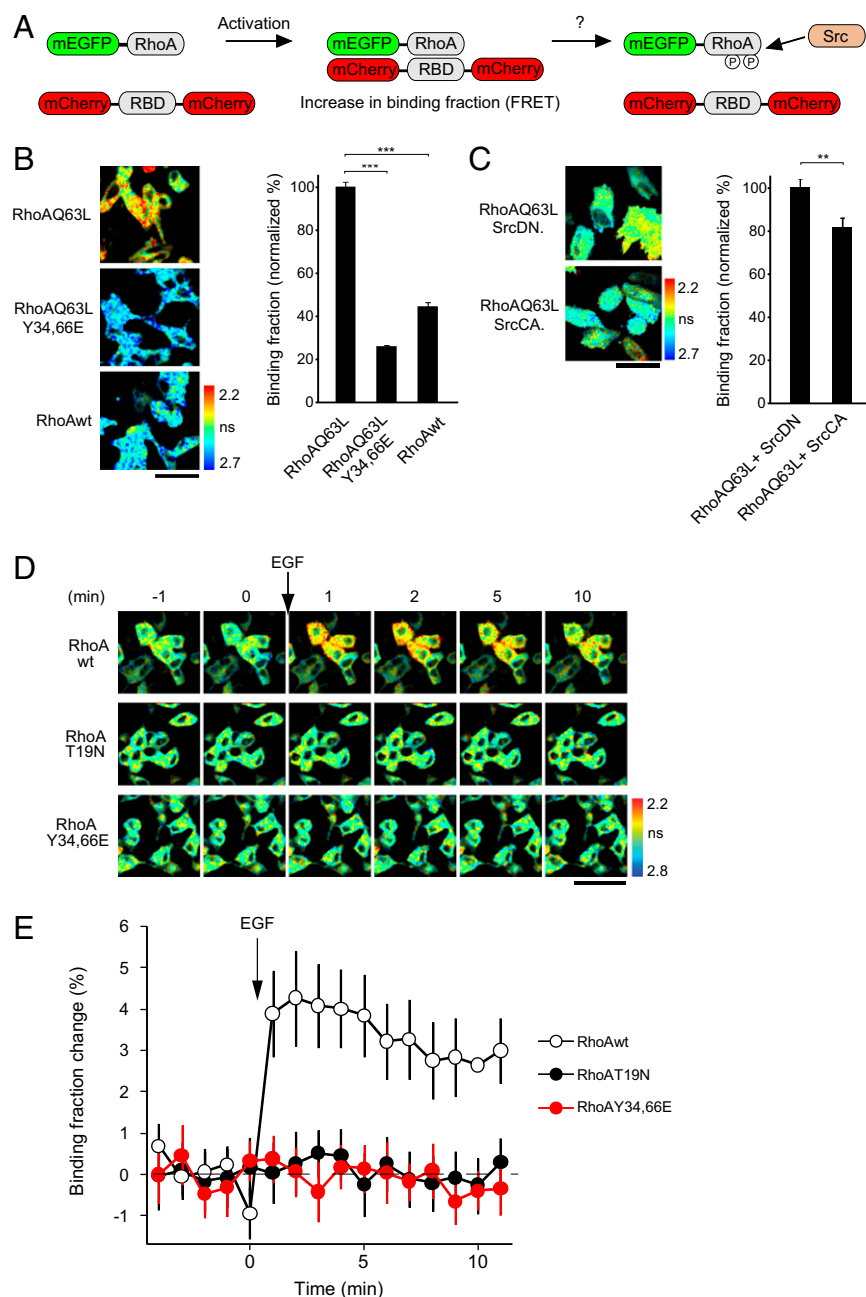 A
mEGFP RhoA Activation mEGFP RhoA ? mEGFP RhoA Src
P P
mCherry RBD mCherry mCherry RBD mCherry mCherry RBD mCherry
Increase in binding fraction (FRET)
B
RhoAQ63L
RhoAQ63L
Y34,66E
RhoAwt
2.2
ns
2.7
Binding fraction (normalized %)
100
80
60
40
20
0
***
***
RhoAQ63L
RhoAQ63L
Y34,66E
RhoAwt
C
RhoAQ63L
SrcDN.
RhoAQ63L
SrcCA.
2.2
ns
2.7
Binding fraction (normalized %)
100
80
60
40
20
0
**
RhoAQ63L+ SrcDN
RhoAQ63L+ SrcCA
D
EGF
(min) -1 0 1 2 5 10
RhoA
wt
RhoA
T19N
RhoA
Y34,66E
2.2
ns
2.8
E
EGF
Binding fraction change (%)
6
5
4
3
2
1
0
-1
0 5 10
Time (min)
RhoAwt
RhoAT19N
RhoAY34,66E